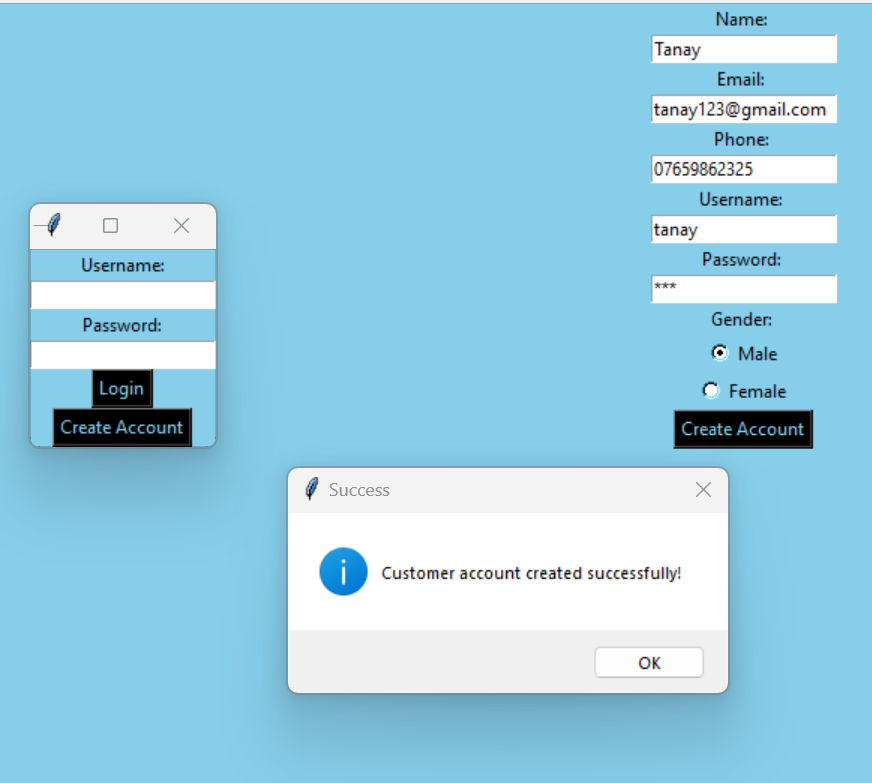 Name:
Tanay
Email:
tanay123@gmail.com
Phone:
07659862325
Username:
tanay
Password:
***
Gender:
Male
Female
Create Account
Username:
Password:
Login
Create Account
Success
Customer account created successfully!
OK